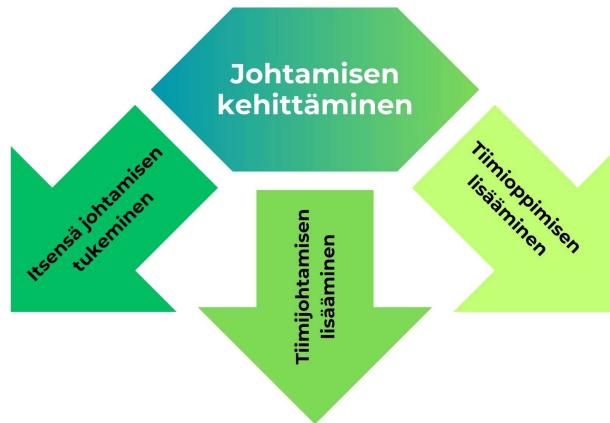 Johtamisen
kehittäminen
Itsensä johtamisen
tukeminen
Tiimijohtamisen
lisääminen
Tiimioppimisen
lisääminen